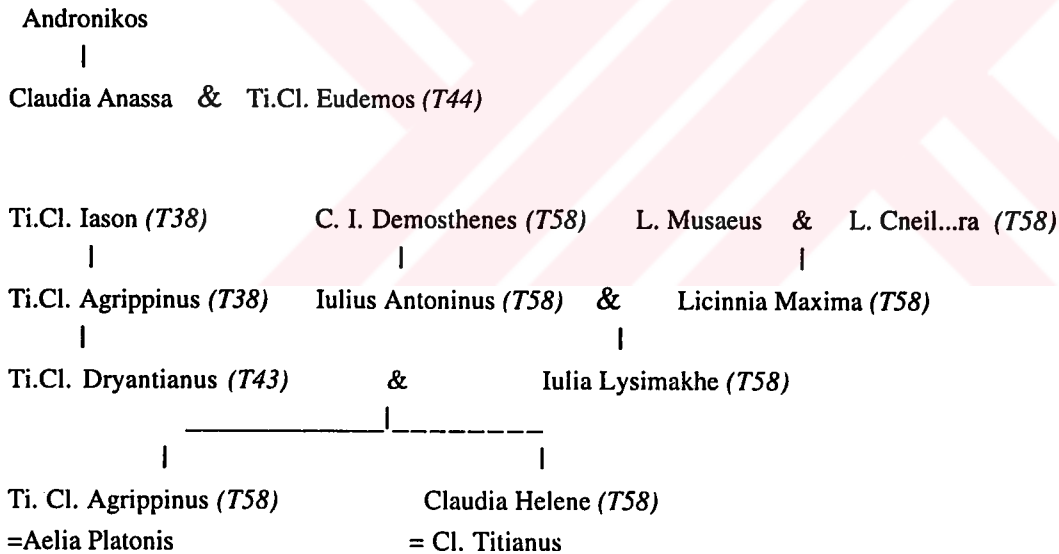 Andronikos
Claudia Anassa & Ti.Cl. Eudemos (T44)
Ti.Cl. Iason (T38) C. I. Demosthenes (T58) L. Musaeus & L. Cneil...ra (T58)
Ti.Cl. Agrippinus (T38) Iulius Antoninus (T58) & Licinnia Maxima (T58)
Ti.Cl. Dryantianus (T43) & Iulia Lysimakhe (T58)
Ti. Cl. Agrippinus (T58) Claudia Helene (T58)
=Aelia Platonis = Cl. Titianus